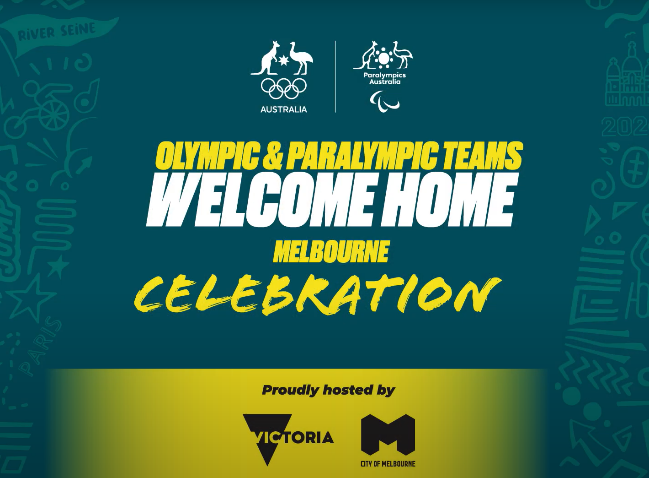 RIVER SEINE
AUSTRALIA
Paralympics
Australia
OLYMPIC & PARALYMPIC TEAMS
WELCOME HOME
MELBOURNE
CELEBRATION
PARIS
Proudly hosted by
VICTORIA
CITY OF MELBOURNE